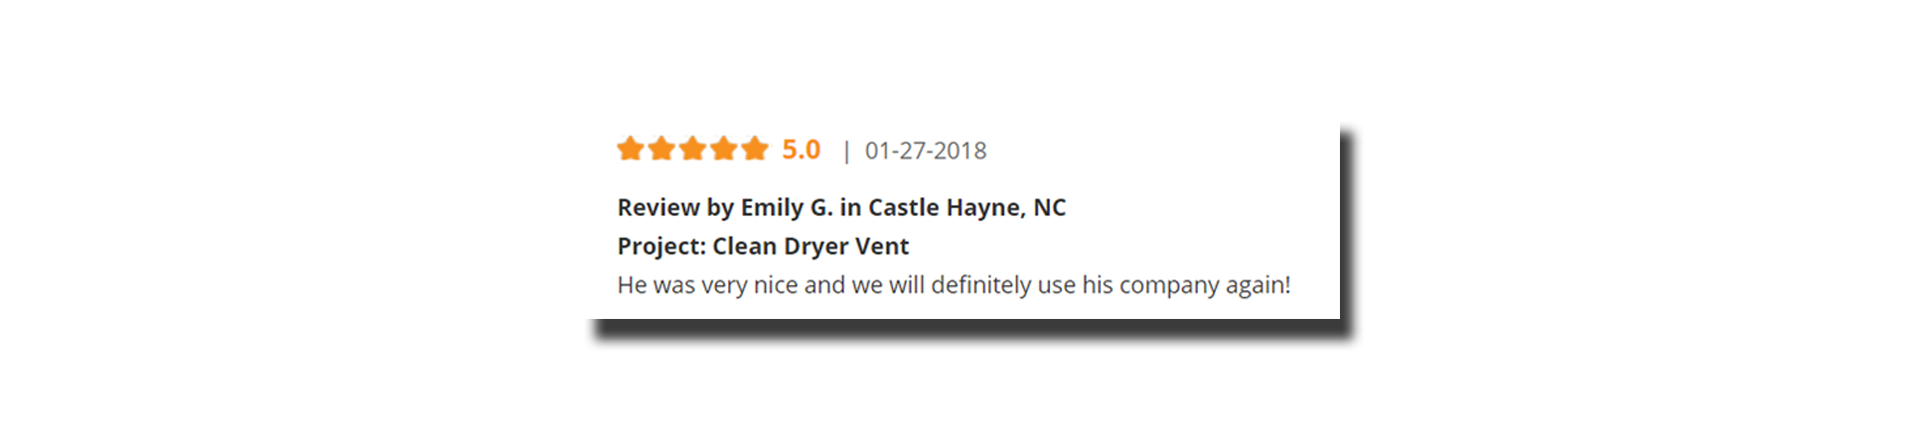 5.0 | 01-27-2018
Review by Emily G. in Castle Hayne, NC
Project: Clean Dryer Vent
He was very nice and we will definitely use his company again!